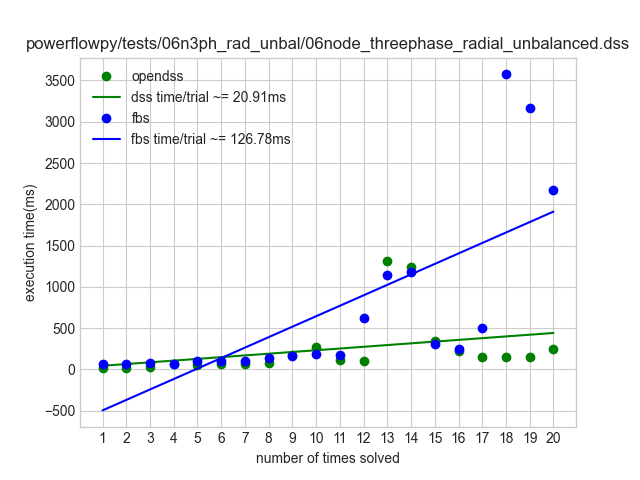 powerflowpy/tests/06n3ph_rad_unbal/06node_threephase_radial_unbalanced.dss
opendss
dss time/trial ~= 20.91ms
fbs
fbs time/trial ~= 126.78ms
3500
3000
2500
2000
1500
1000
500
0
−500
execution time(ms)
1 2 3 4 5 6 7 8 9 10 11 12 13 14 15 16 17 18 19 20
number of times solved